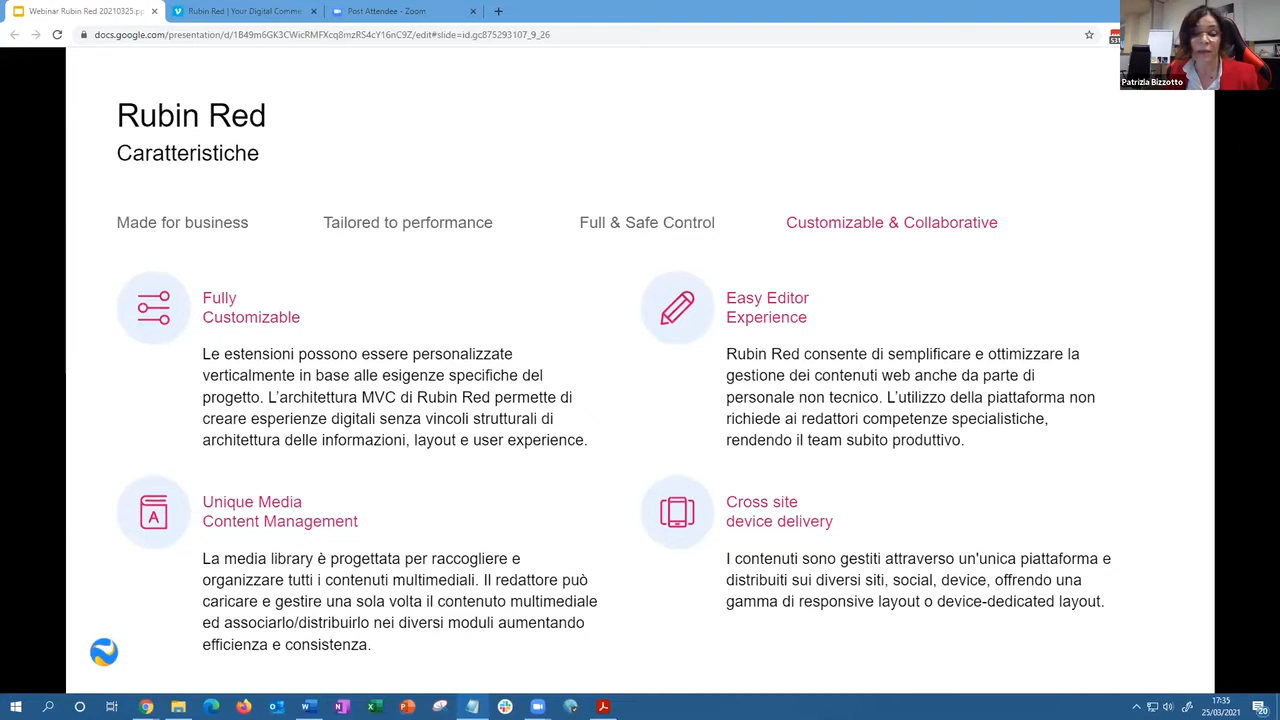 Webinar Rubin Red 20210325.pp
Rubin Red | Your Digital Comme
Post Attendee - Zoom
docs.google.com/presentation/d/1B49m6GK3CWicRMFXcq8mzRS4cY16nC9Z/edit#slide=id.gc875293107_9_26
531
Patrizia Bizzotto
Rubin Red
Caratteristiche
Made for business
Tailored to performance
Full & Safe Control
Customizable & Collaborative
Fully
Customizable
Le estensioni possono essere personalizzate
verticalmente in base alle esigenze specifiche del
progetto. L'architettura MVC di Rubin Red permette di
creare esperienze digitali senza vincoli strutturali di
architettura delle informazioni, layout e user experience.
Easy Editor
Experience
Rubin Red consente di semplificare e ottimizzare la
gestione dei contenuti web anche da parte di
personale non tecnico. L'utilizzo della piattaforma non
richiede ai redattori competenze specialistiche,
rendendo il team subito produttivo.
A
Unique Media
Content Management
La media library è progettata per raccogliere e
organizzare tutti i contenuti multimediali. Il redattore può
caricare e gestire una sola volta il contenuto multimediale
ed associarlo/distribuirlo nei diversi moduli aumentando
efficienza e consistenza.
Cross site
device delivery
I contenuti sono gestiti attraverso un'unica piattaforma e
distribuiti sui diversi siti, social, device, offrendo una
gamma di responsive layout o device-dedicated layout.
17:35
25/03/2021
20